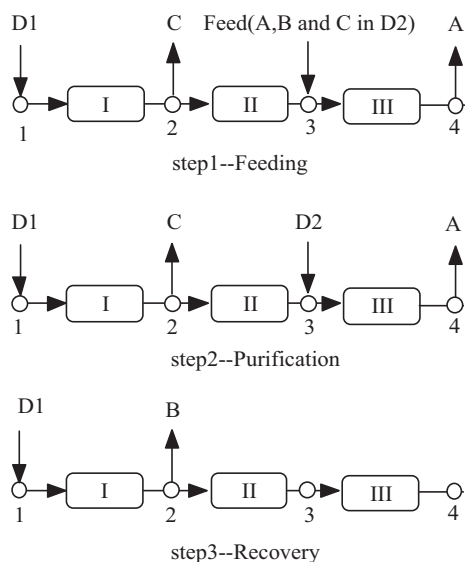 D1 C Feed(A,B and C in D2) A
I II III
1 2 3 4
step1--Feeding
D1 C D2 A
I II III
1 2 3 4
step2--Purification
D1 B
I II III
1 2 3 4
step3--Recovery